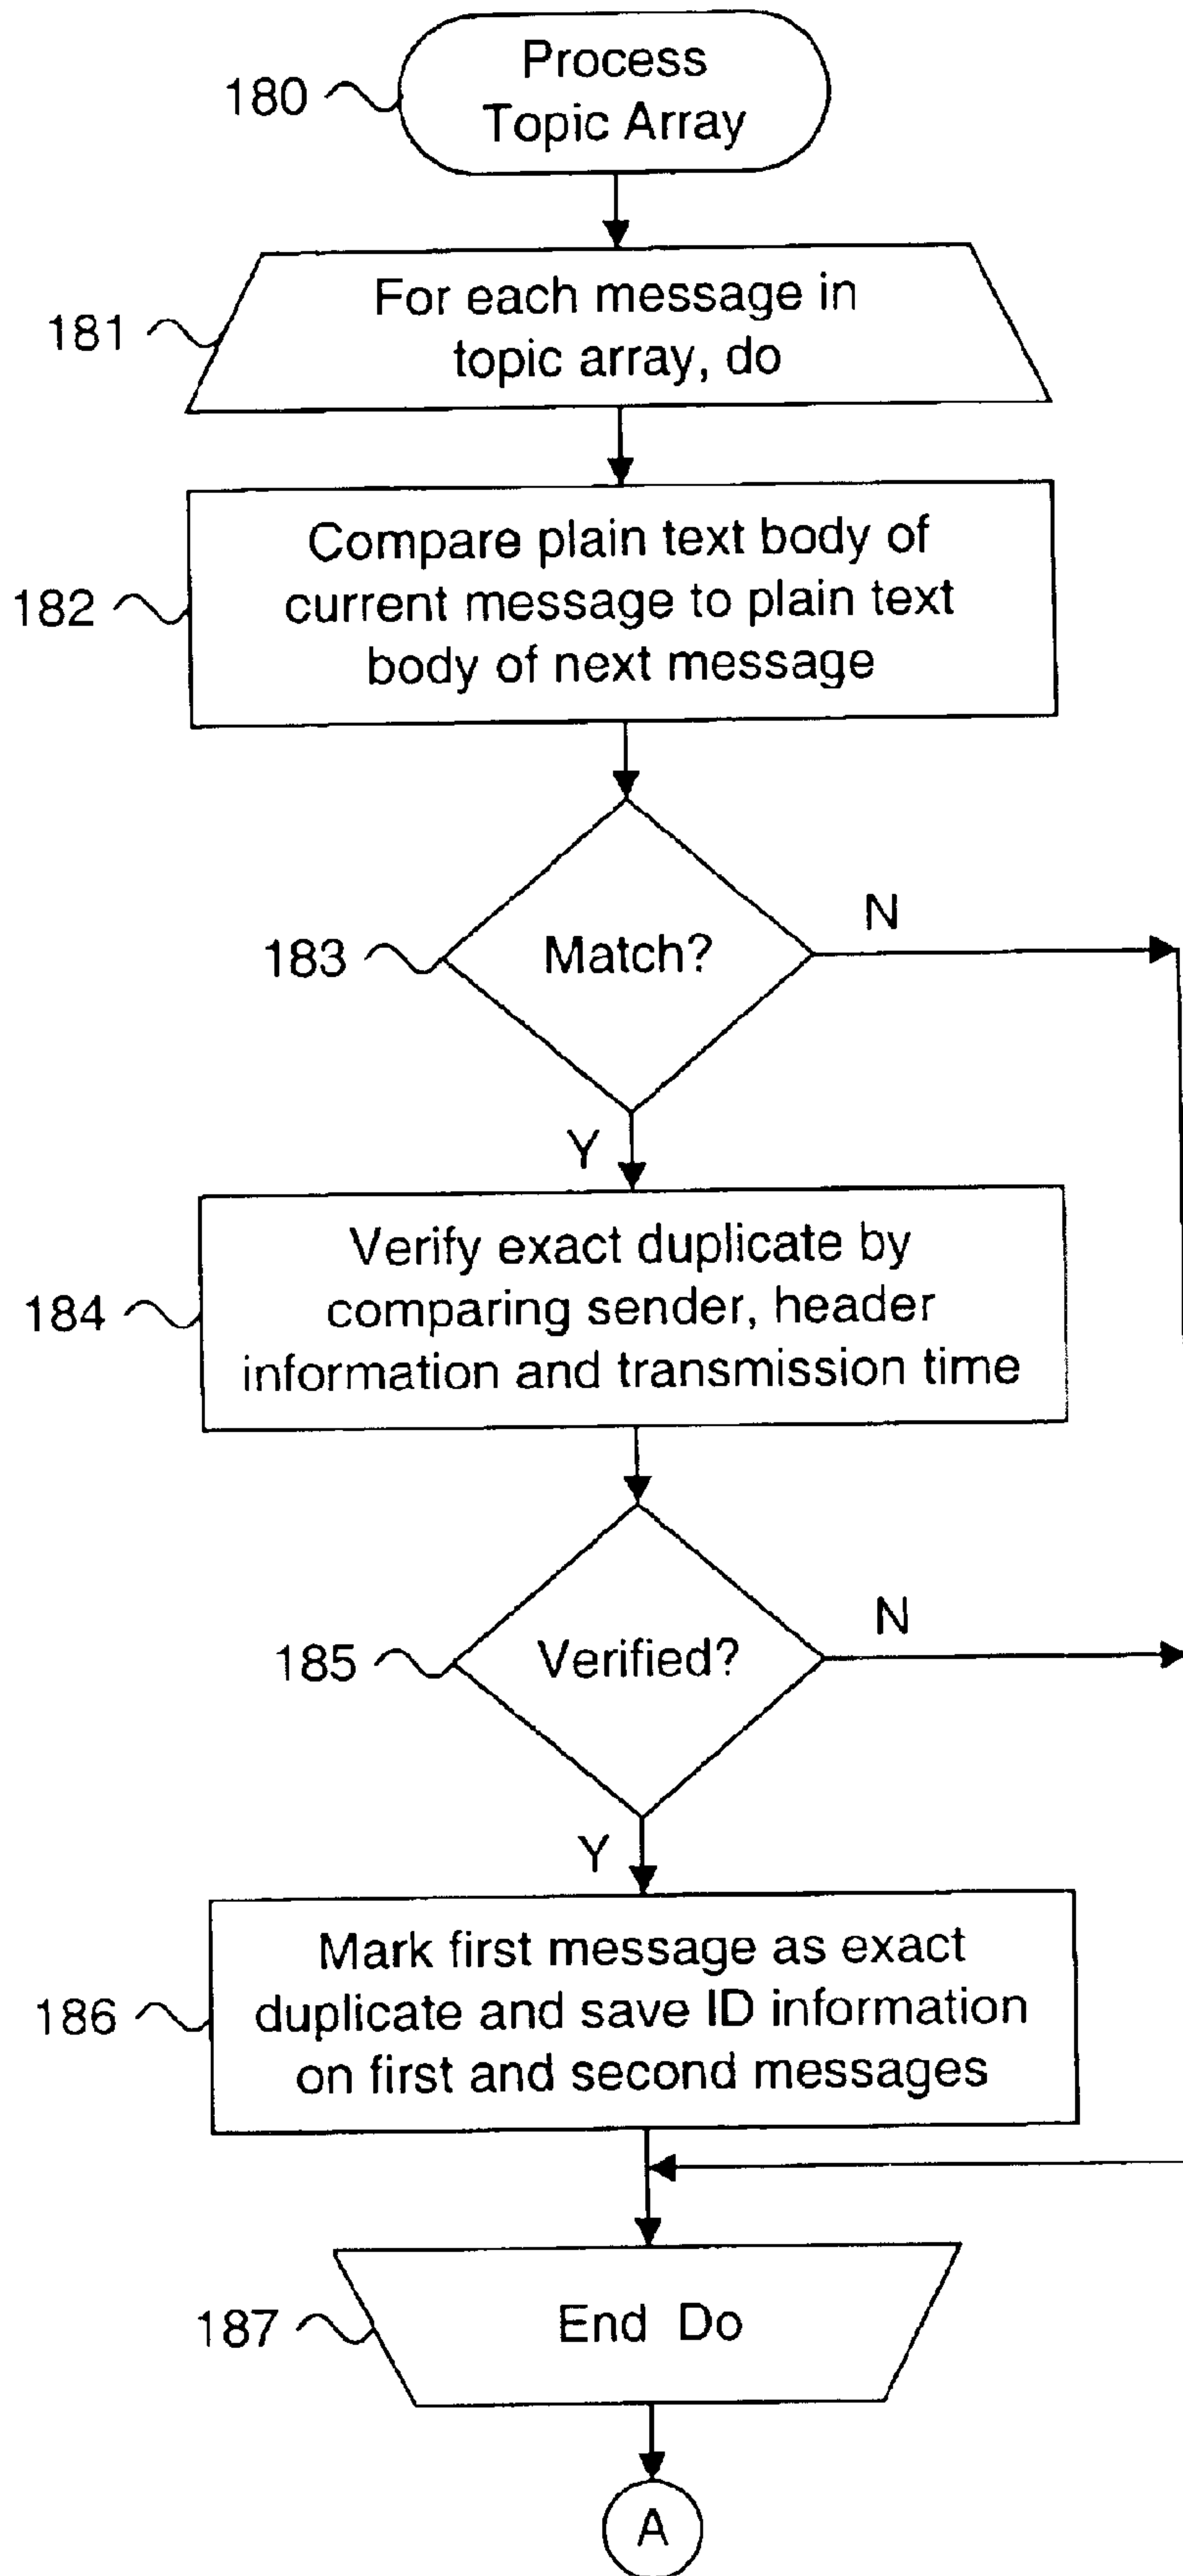 180
Process
Topic Array
181
For each message in
topic array, do
182
Compare plain text body of
current message to plain text
body of next message
183
Match?
N
Y
184
Verify exact duplicate by
comparing sender, header
information and transmission time
185
Verified?
N
Y
186
Mark first message as exact
duplicate and save ID information
on first and second messages
187
End Do
A